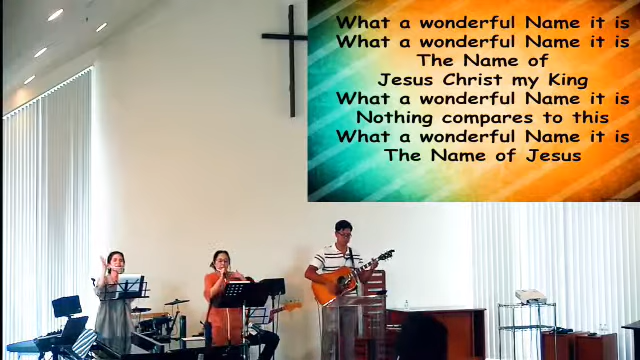 What a wonderful Name it is
What a wonderful Name it is
The Name of
Jesus Christ my King
What a wonderful Name it is
Nothing compares to this
What a wonderful Name it is
The Name of Jesus